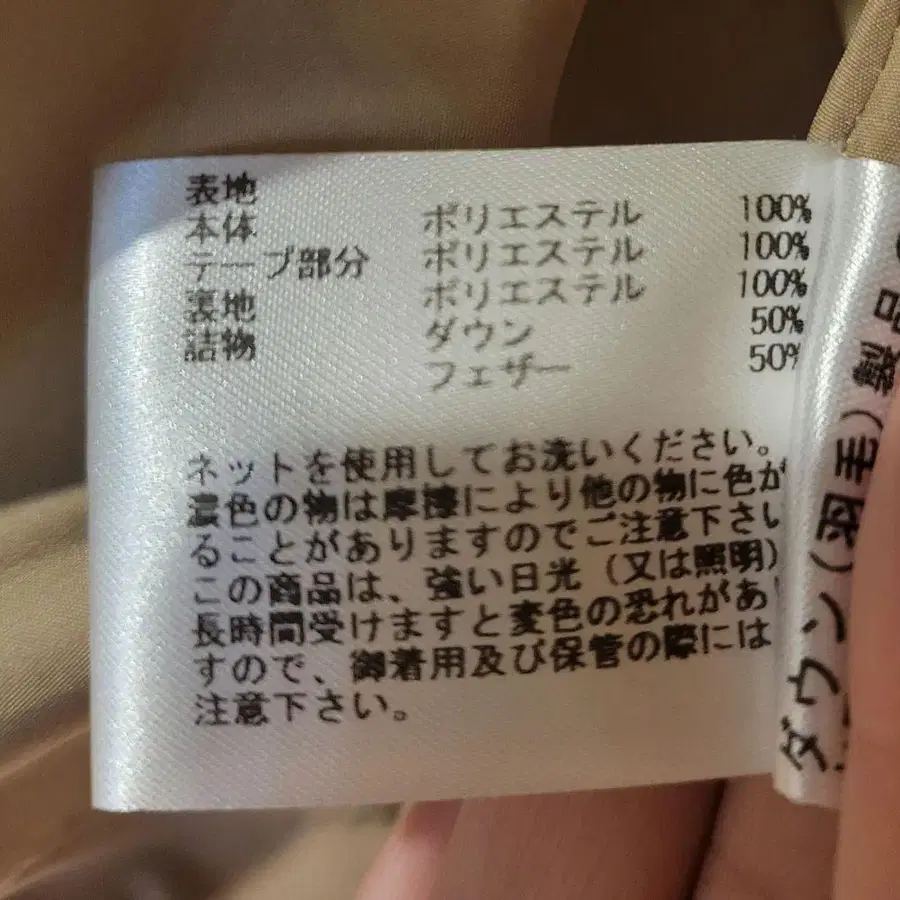 表地
本体 ポリエステル 100%
テープ部分 ポリエステル 100%
裏地 ポリエステル 100%
詰物 ダウン 50%
フェザー 50%
ネットを使用してお洗いください。
濃色の物は摩擦により他の物に色が
ることがありますのでご注意下さい
この商品は、強い日光（又は照明）
長時間受けますと変色の恐れがあ
すので、御着用及び保管の際には
注意下さい。
ダウン（羽毛）製品